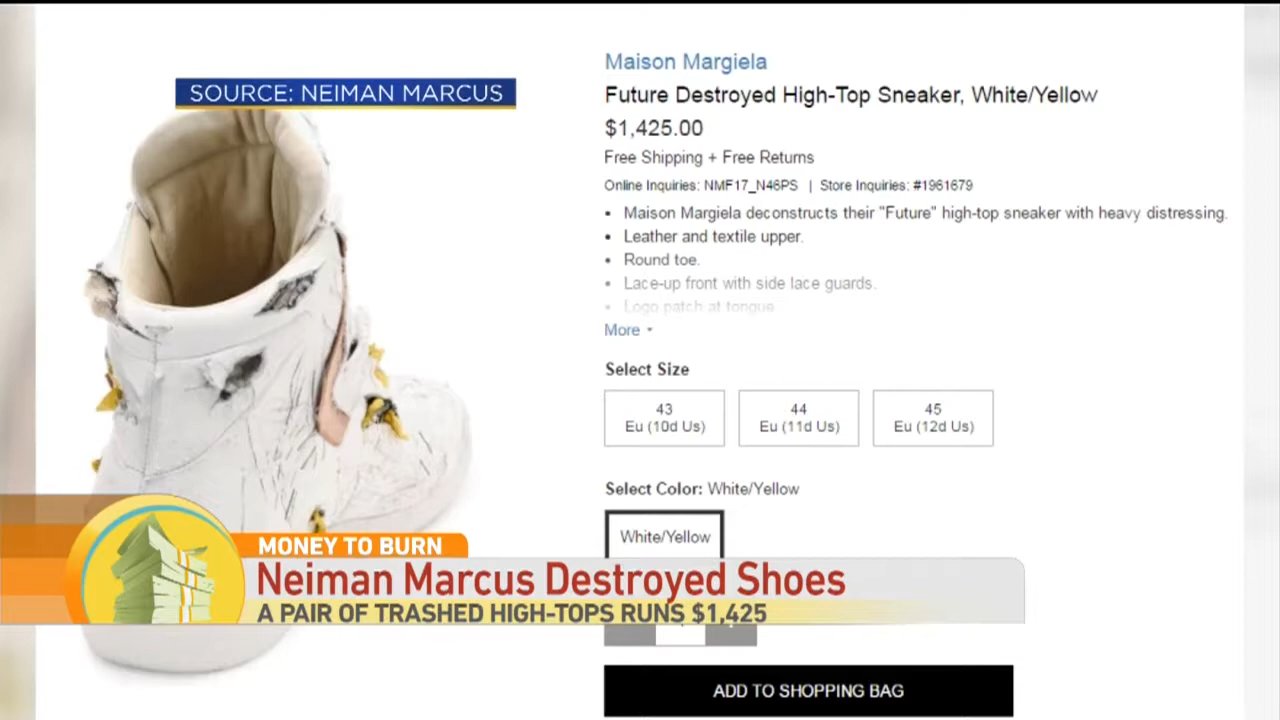 SOURCE: NEIMAN MARCUS
Maison Margiela
Future Destroyed High-Top Sneaker, White/Yellow
$1,425.00
Free Shipping + Free Returns
Online Inquiries: NMF17_N46PS | Store Inquiries: #1961679
• Maison Margiela deconstructs their "Future" high-top sneaker with heavy distressing.
• Leather and textile upper.
• Round toe.
• Lace-up front with side lace guards.
• Logo patch at tongue
More
Select Size
43
Eu (10d Us)
44
Eu (11d Us)
45
Eu (12d Us)
Select Color: White/Yellow
White/Yellow
MONEY TO BURN
Neiman Marcus Destroyed Shoes
A PAIR OF TRASHED HIGH-TOPS RUNS $1,425
ADD TO SHOPPING BAG